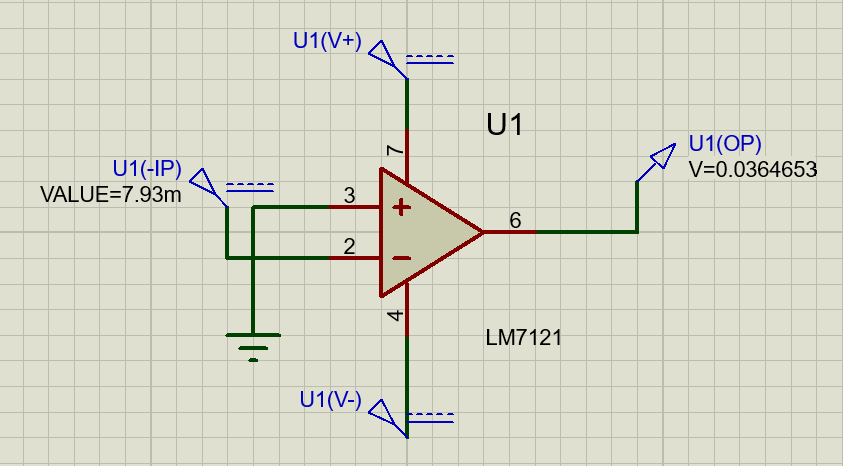 U1(V+)
U1
7
U1(OP)
V=0.0364653
U1(-IP)
VALUE=7.93m
3
+
6
2
−
4
LM7121
U1(V-)